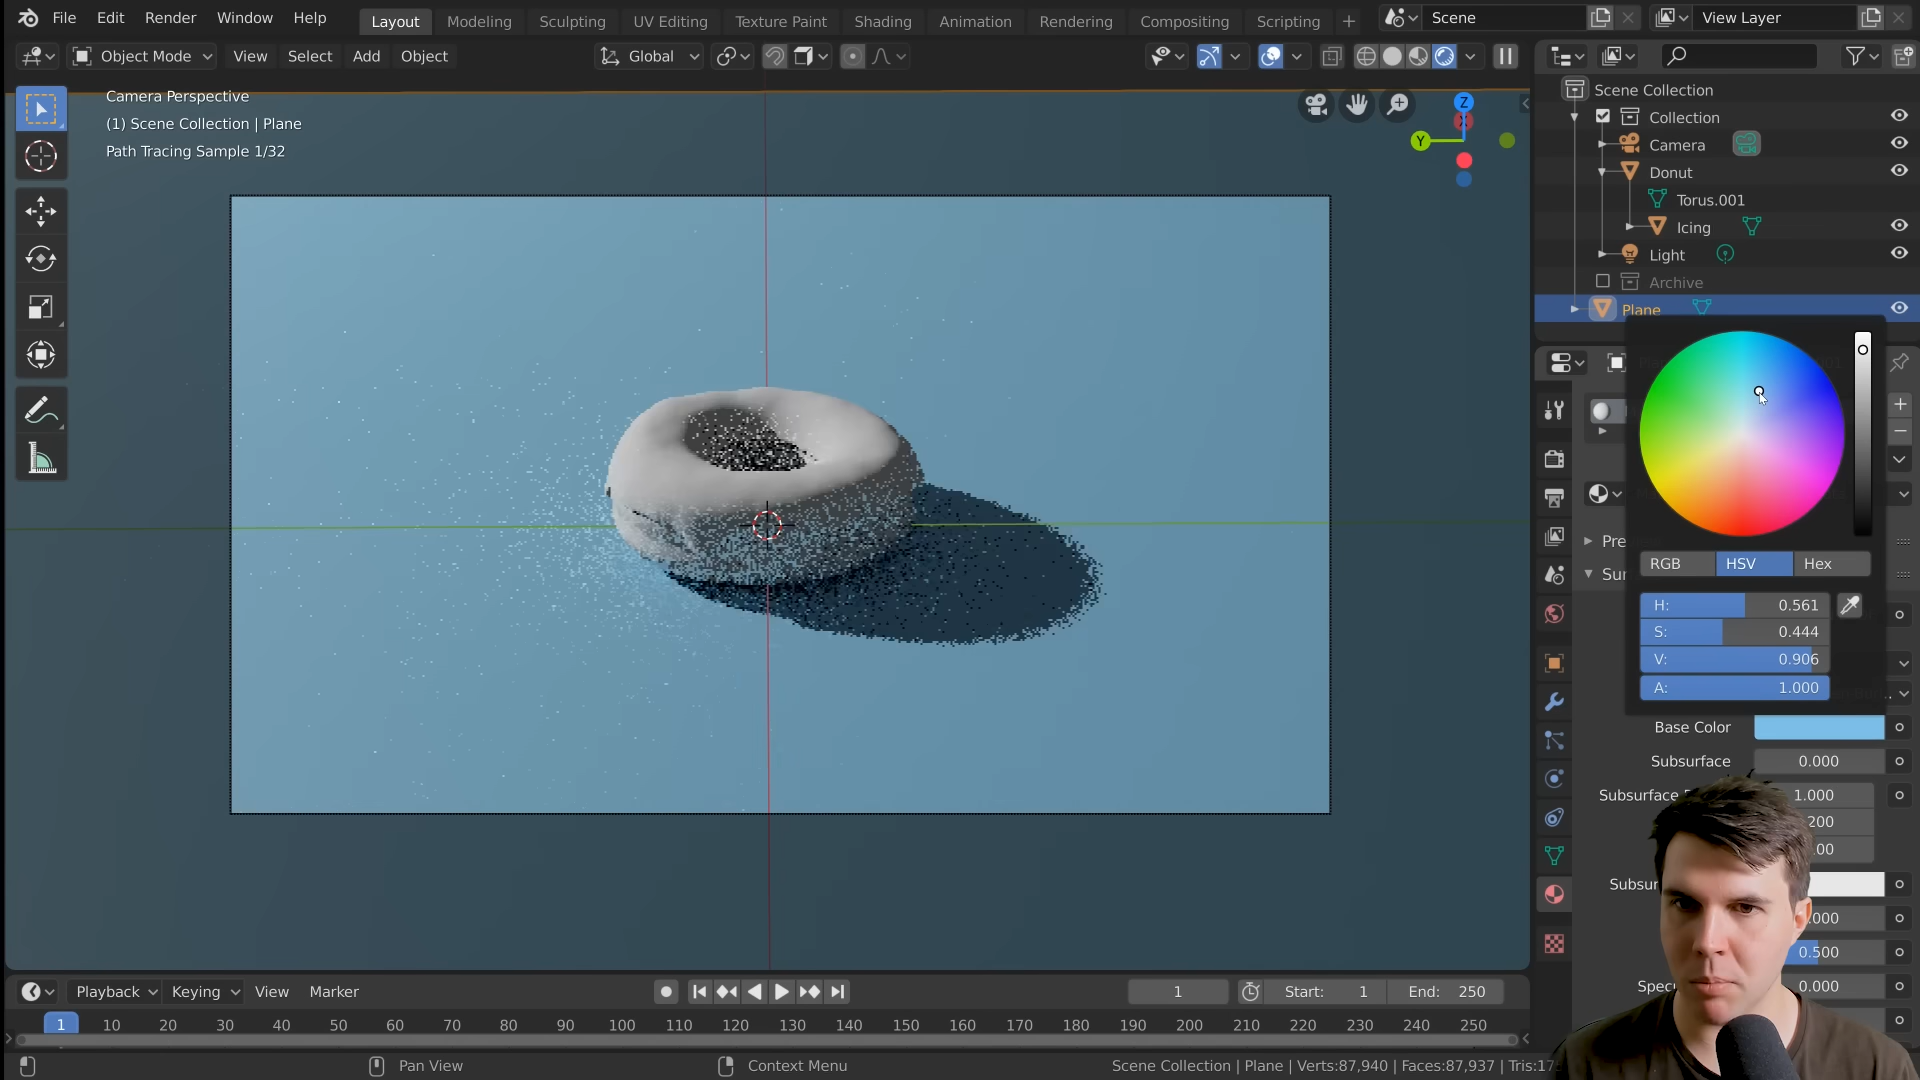 File Edit Render Window Help
Layout Modeling Sculpting UV Editing Texture Paint Shading Animation Rendering Compositing Scripting +
Scene
View Layer
Object Mode View Select Add Object
Global
Camera Perspective
(1) Scene Collection | Plane
Path Tracing Sample 1/32
Z
X
Y
Scene Collection
Collection
Camera
Donut
Torus.001
Icing
Light
Archive
Plane
RGB HSV Hex
H: 0.561
S: 0.444
V: 0.906
A: 1.000
Base Color
Subsurface 0.000
Subsurface 1.000
200
00
Subsur
.000
0.500
Spec 0.000
Playback Keying View Marker
1
Start: 1
End: 250
1 10 20 30 40 50 60 70 80 90 100 110 120 130 140 150 160 170 180 190 200 210 220 230 240 250
Pan View
Context Menu
Scene Collection | Plane | Verts:87,940 | Faces:87,937 | Tris:17